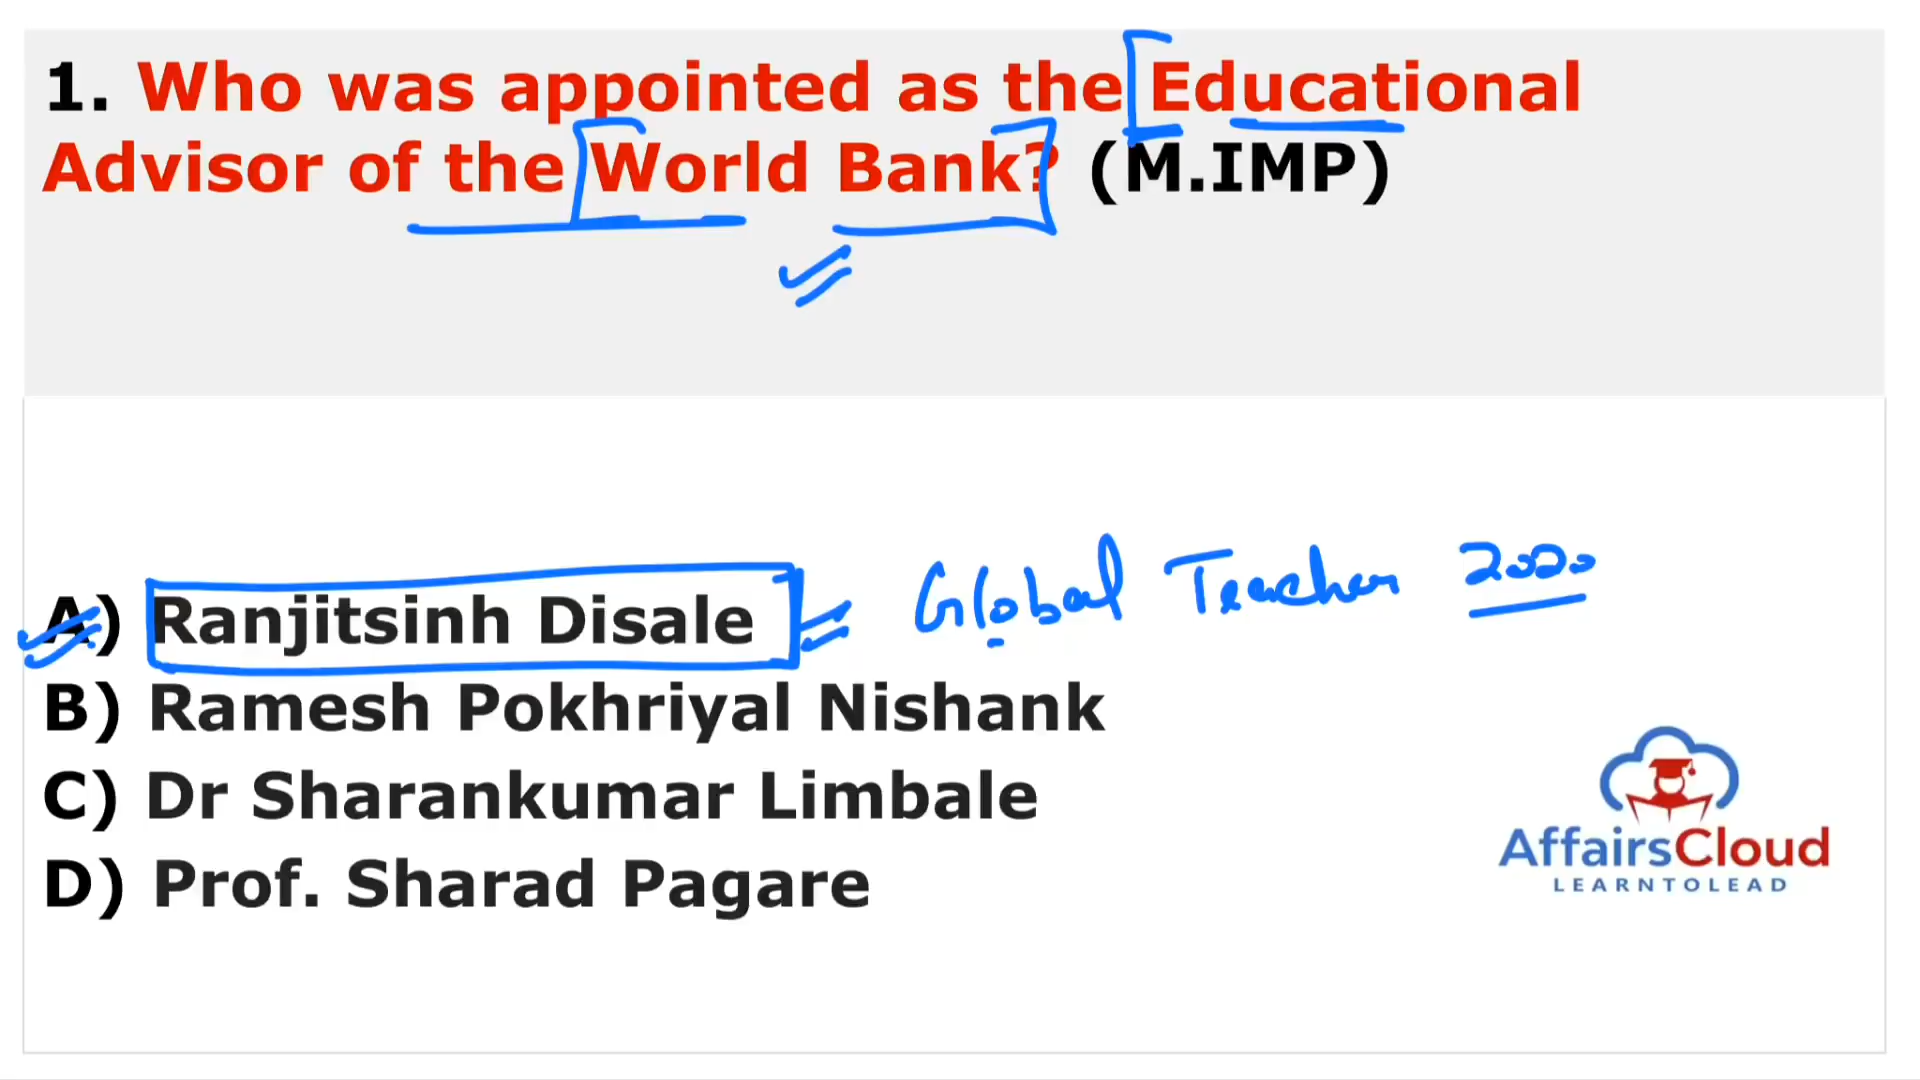 1. Who was appointed as the Educational
Advisor of the World Bank? (M.IMP)
A) Ranjitsinh Disale Global Teacher 2020
B) Ramesh Pokhriyal Nishank
C) Dr Sharankumar Limbale
D) Prof. Sharad Pagare
AffairsCloud
LEARNTOLEAD